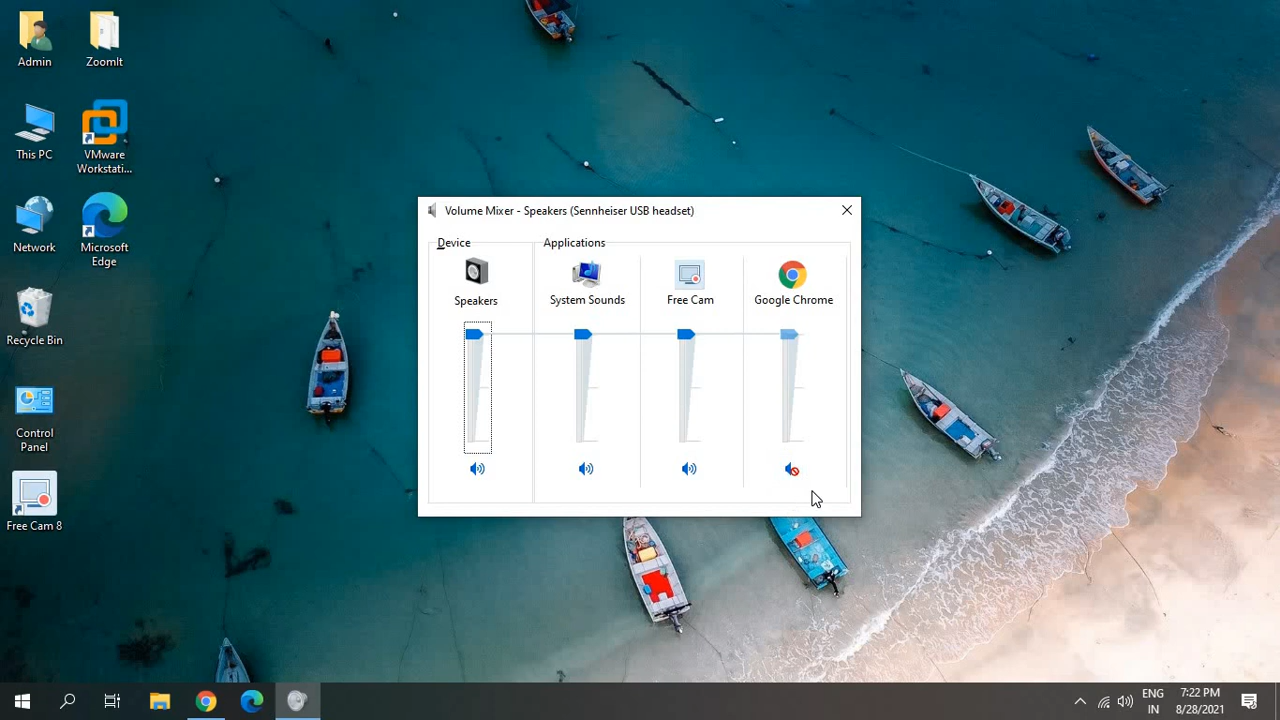 Admin
ZoomIt
This PC
VMware
Workstati...
Network
Microsoft
Edge
Recycle Bin
Control
Panel
Free Cam 8
Volume Mixer - Speakers (Sennheiser USB headset)
Device
Applications
Speakers
System Sounds
Free Cam
Google Chrome
ENG
IN
7:22 PM
8/28/2021